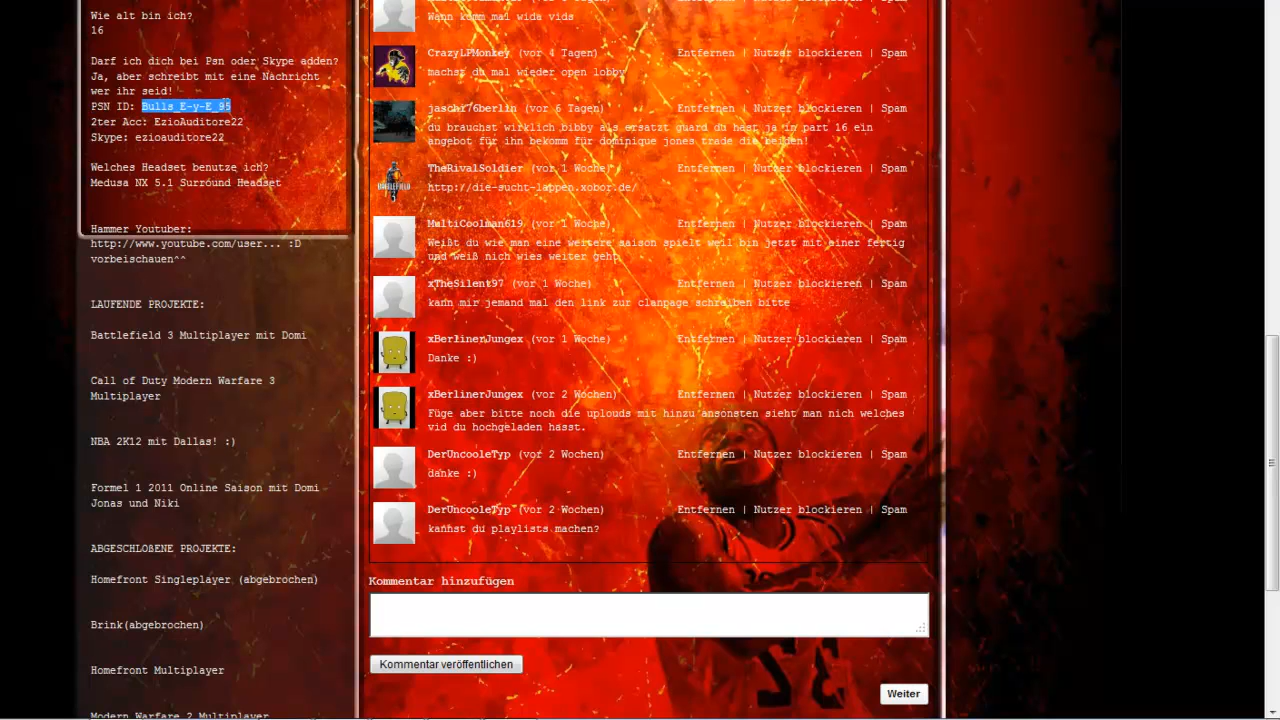 Wie alt bin ich?
16
Darf ich dich bei Psn oder Skype adden?
Ja, aber schreibt mit eine Nachricht
wer ihr seid!
PSN ID: Bulls_E-y-E_95
2ter Acc: EzioAuditore22
Skype: ezioauditore22
Welches Headset benutze ich?
Medusa NX 5.1 Surround Headset
Hammer Youtuber:
http://www.youtube.com/user... :D
vorbeischauen^^
LAUFENDE PROJEKTE:
Battlefield 3 Multiplayer mit Domi
Call of Duty Modern Warfare 3
Multiplayer
NBA 2K12 mit Dallas! :)
Formel 1 2011 Online Saison mit Domi
Jonas und Niki
ABGESCHLOßENE PROJEKTE:
Homefront Singleplayer (abgebrochen)
Brink(abgebrochen)
Homefront Multiplayer
Modern Warfare 2 Multiplayer
Wann komm mal wida vids
CrazyLPMonkey (vor 4 Tagen) Entfernen | Nutzer blockieren | Spam
machst du mal wieder open lobby
jaschi76berlin (vor 6 Tagen) Entfernen | Nutzer blockieren | Spam
du brauchst wirklich bibby als ersatz guard du hast ja in part 16 ein
angebot für ihn bekomm für dominique jones trade die beiden!
TheRivalSoldier (vor 1 Woche) Entfernen | Nutzer blockieren | Spam
http://die-sucht-lappen.xobor.de/
MultiCoolman619 (vor 1 Woche) Entfernen | Nutzer blockieren | Spam
Weißt du wie man eine weitere saison spielt weil bin jetzt mit einer fertig
und weiß nich wies weiter geht
xTheSilent97 (vor 1 Woche) Entfernen | Nutzer blockieren | Spam
kann mir jemand mal den link zur clanpage schreiben bitte
xBerlinerJungex (vor 1 Woche) Entfernen | Nutzer blockieren | Spam
Danke :)
xBerlinerJungex (vor 2 Wochen) Entfernen | Nutzer blockieren | Spam
Füge aber bitte noch die uplouds mit hinzu ansonsten sieht man nich welches
vid du hochgeladen hasst.
DerUncooleTyp (vor 2 Wochen) Entfernen | Nutzer blockieren | Spam
danke :)
DerUncooleTyp (vor 2 Wochen) Entfernen | Nutzer blockieren | Spam
kannst du playlists machen?
Kommentar hinzufügen
Kommentar veröffentlichen
Weiter
32